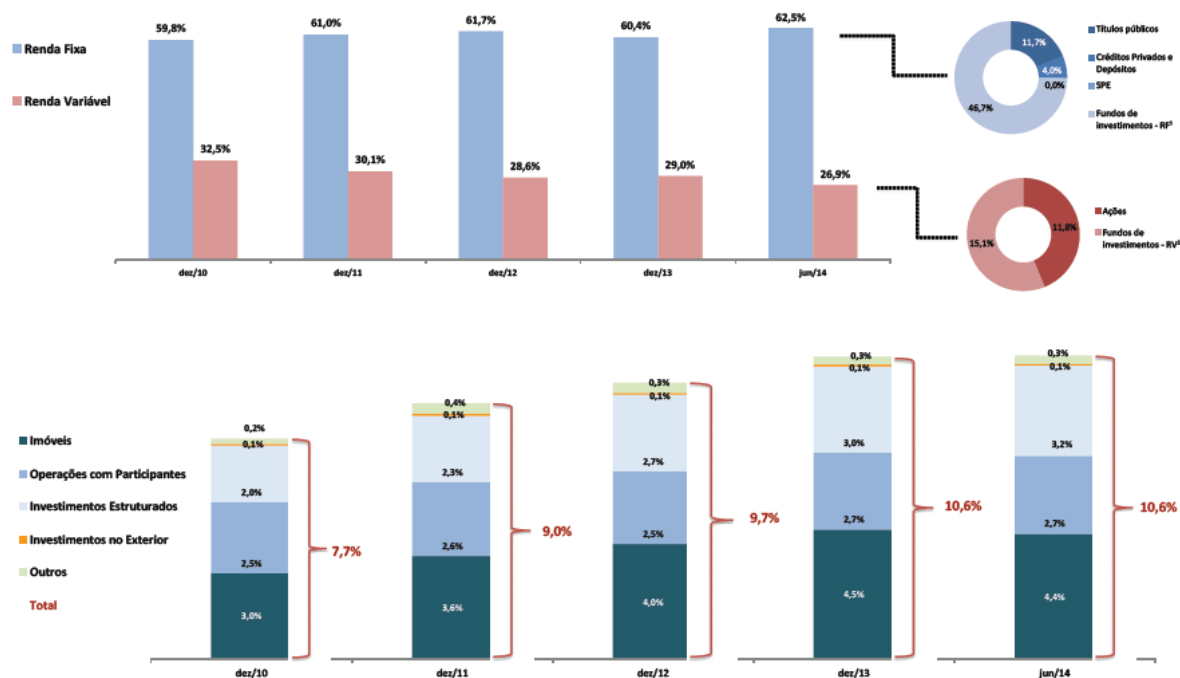 59,8%
61,0%
61,7%
60,4%
62,5%
Renda Fixa
Renda Variável
32,5%
30,1%
28,6%
29,0%
26,9%
dez/10
dez/11
dez/12
dez/13
jun/14
11,7%
4,0%
0,0%
46,7%
Títulos públicos
Créditos Privados e
Depósitos
SPE
Fundos de
investimentos - RF¹
11,8%
15,1%
Ações
Fundos de
investimentos - RV²
Imóveis
Operações com Participantes
Investimentos Estruturados
Investimentos no Exterior
Outros
Total
0,2%
0,1%
2,0%
2,5%
3,0%
7,7%
0,4%
0,1%
2,3%
2,6%
3,6%
9,0%
0,3%
0,1%
2,7%
2,5%
4,0%
9,7%
0,3%
0,1%
3,0%
2,7%
4,5%
10,6%
0,3%
0,1%
3,2%
2,7%
4,4%
10,6%
dez/10
dez/11
dez/12
dez/13
jun/14